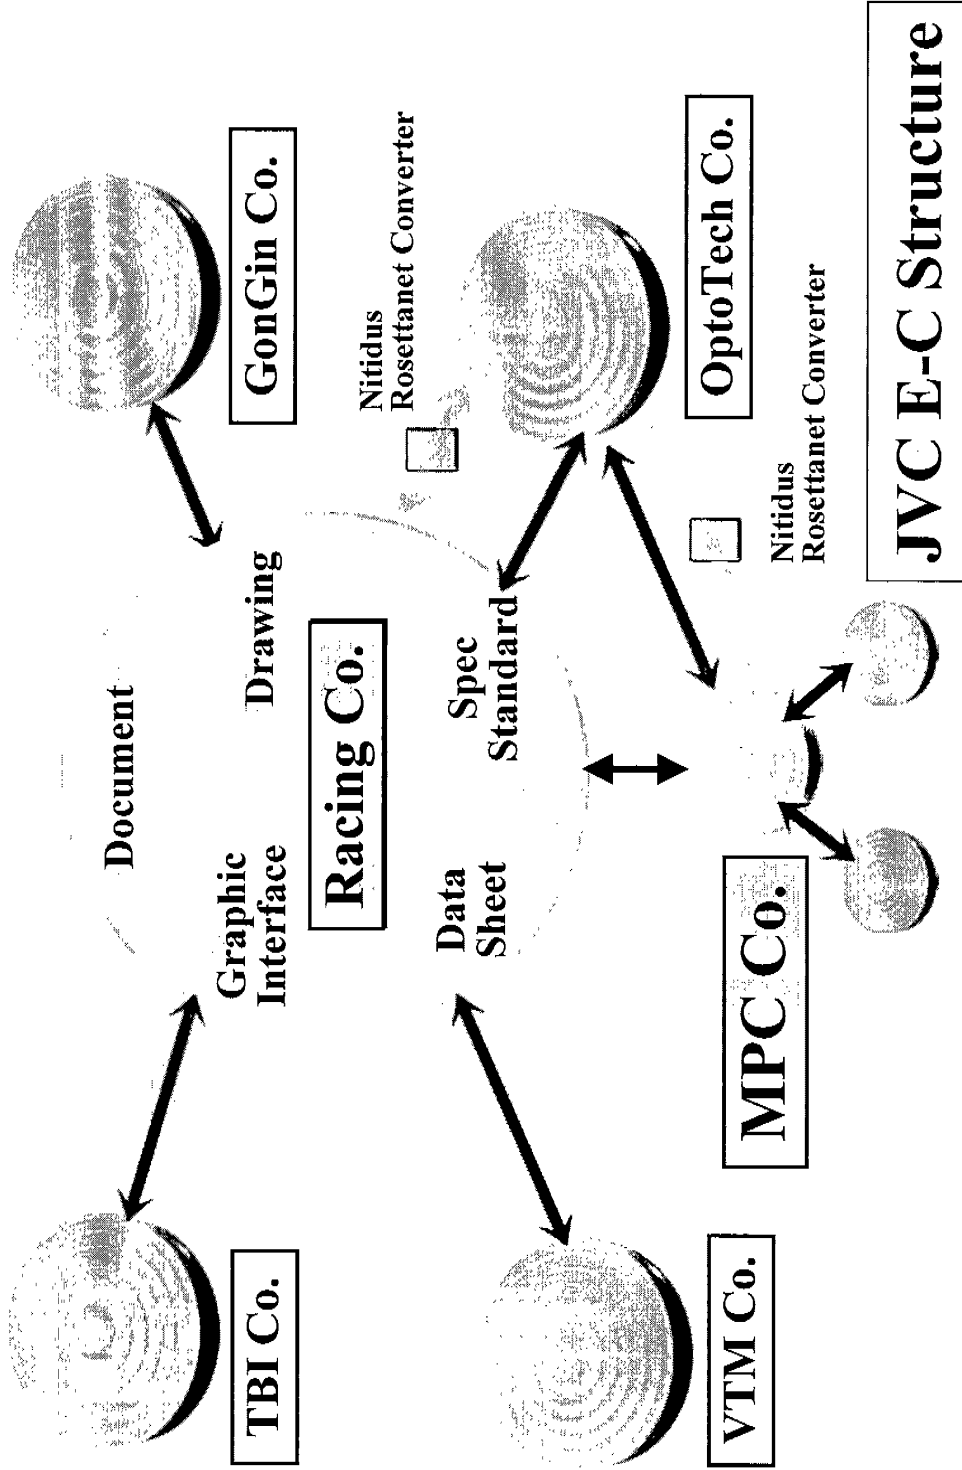 Document
TBI Co.
Graphic
Interface
Drawing
GonGin Co.
Racing Co.
Nitidus
Rosettanet Converter
Data
Sheet
Spec
Standard
VTM Co.
OptoTech Co.
MPC Co.
Nitidus
Rosettanet Converter
JVC E-C Structure